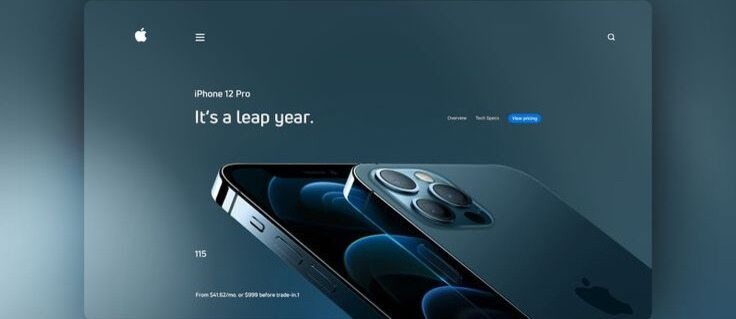 iPhone 12 Pro
It's a leap year.
Overview Tech Specs View pricing
115
From $41.62/mo. or $999 before trade-in.1